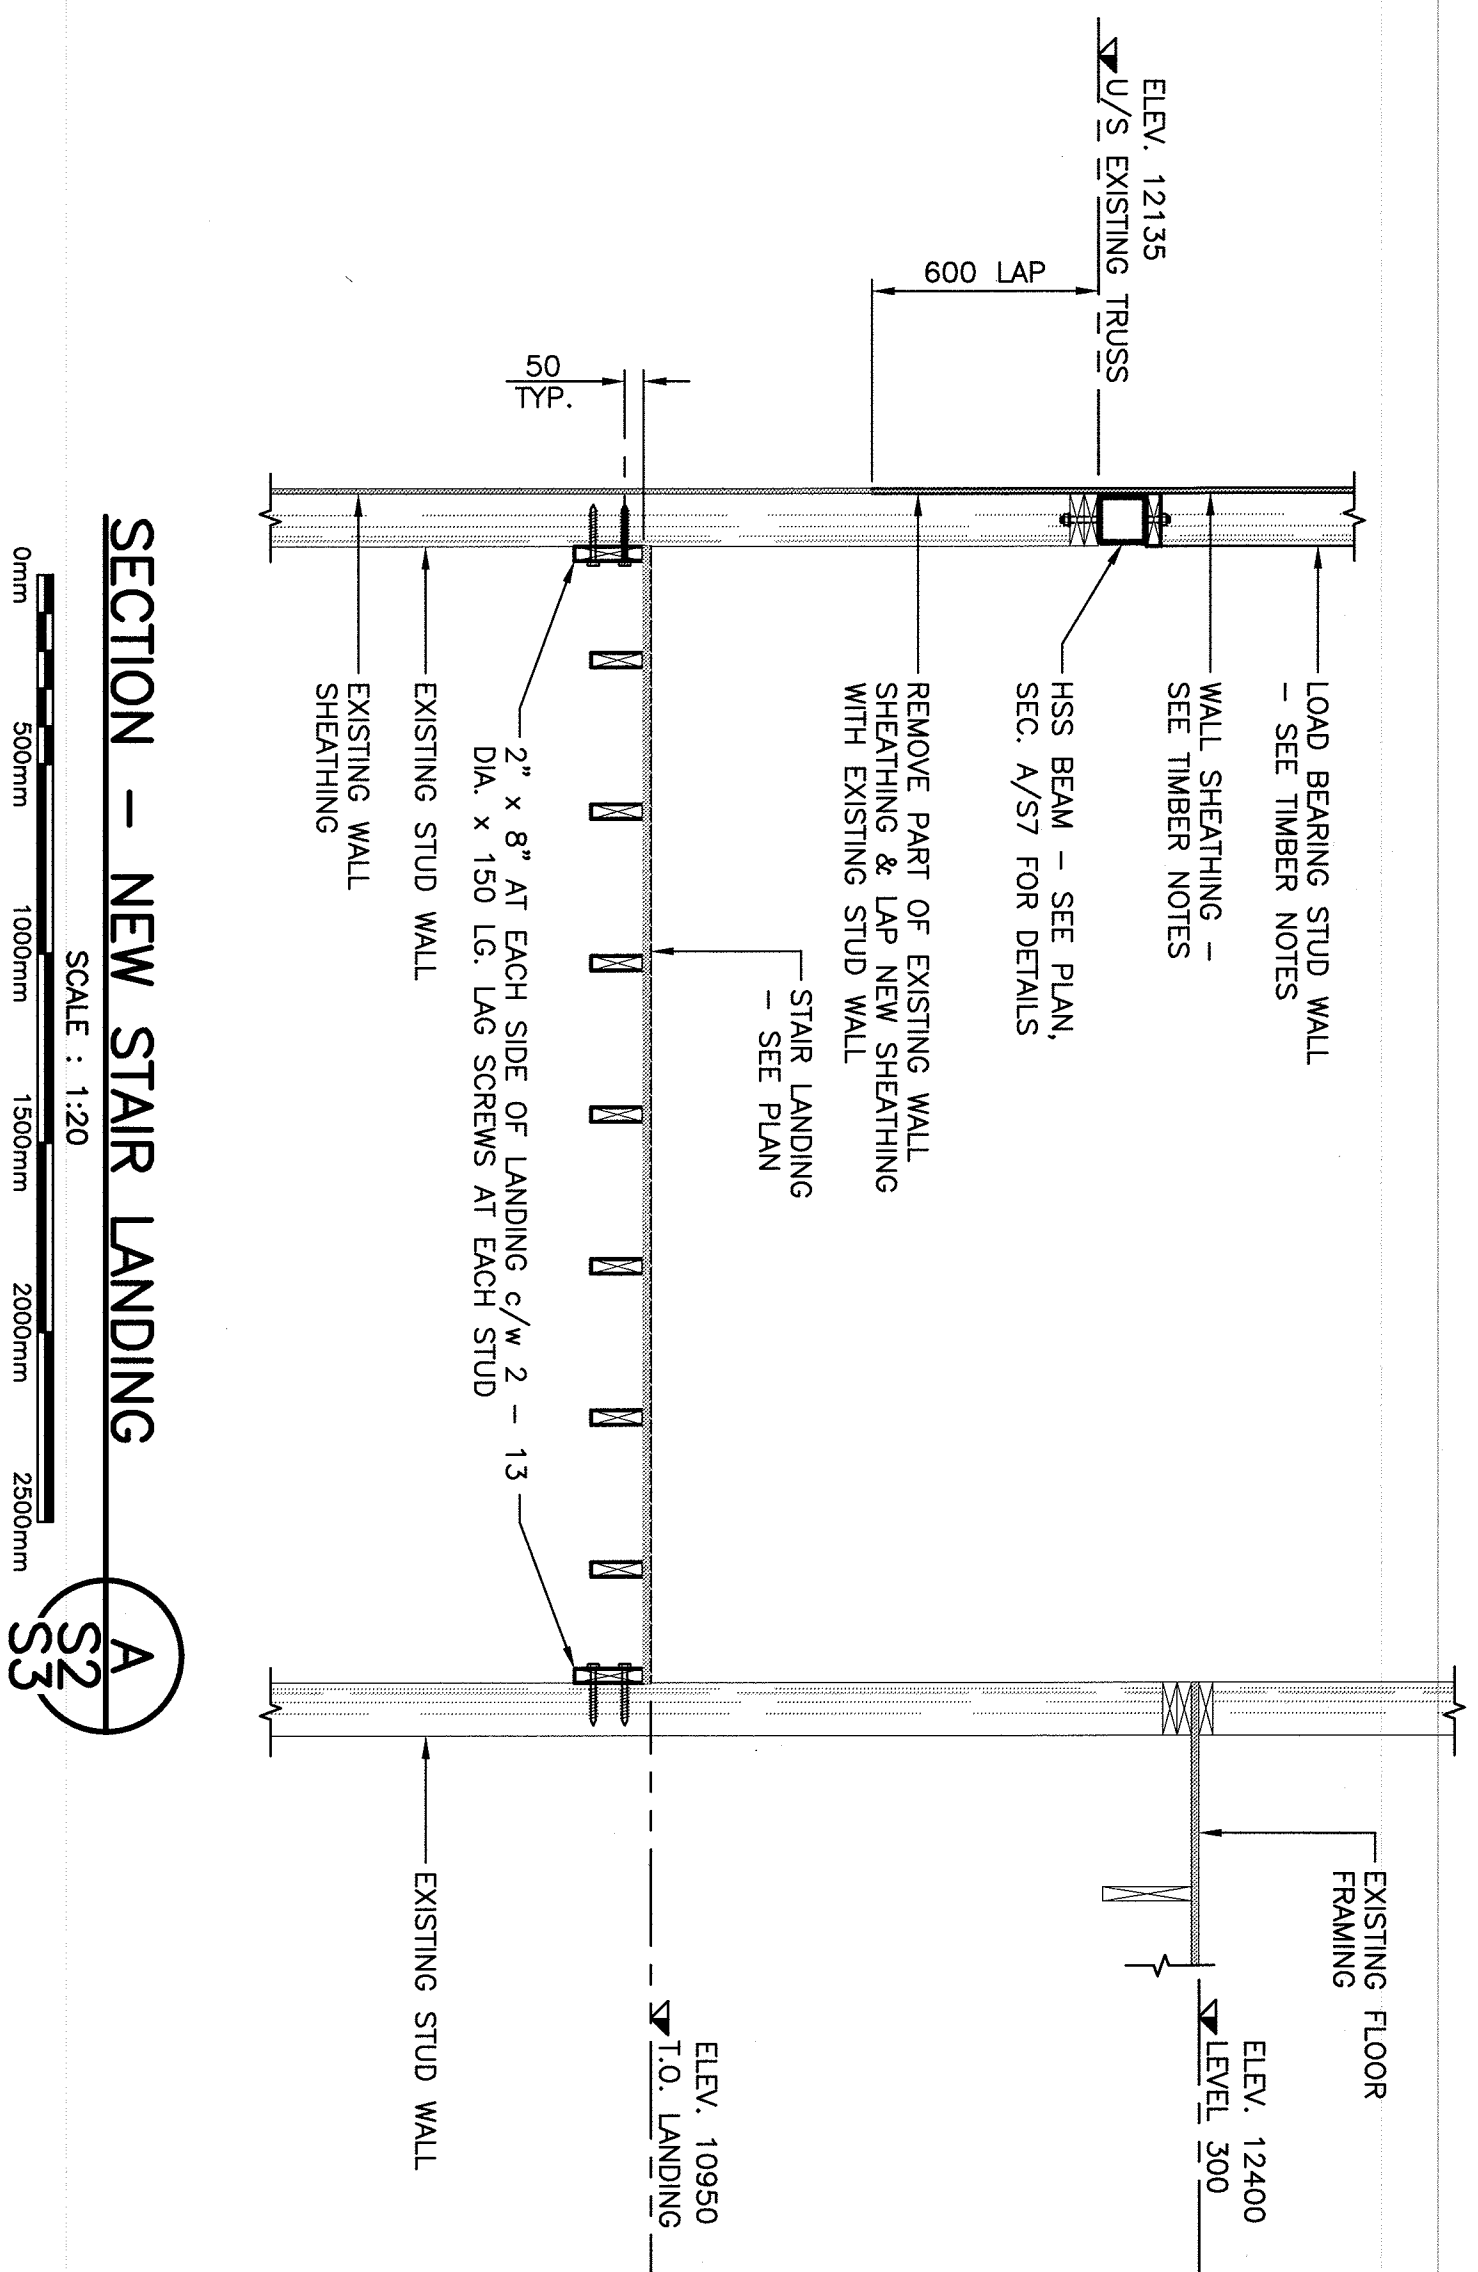 LOAD BEARING STUD WALL
- SEE TIMBER NOTES
WALL SHEATHING -
SEE TIMBER NOTES
ELEV. 12135
U/S EXISTING TRUSS
HSS BEAM - SEE PLAN,
SEC. A/S7 FOR DETAILS
600 LAP
REMOVE PART OF EXISTING WALL
SHEATHING & LAP NEW SHEATHING
WITH EXISTING STUD WALL
EXISTING FLOOR
FRAMING
ELEV. 12400
LEVEL 300
STAIR LANDING
- SEE PLAN
ELEV. 10950
T.O. LANDING
50
TYP.
2" x 8" AT EACH SIDE OF LANDING c/w 2 - 13
DIA. x 150 LG. LAG SCREWS AT EACH STUD
EXISTING STUD WALL
EXISTING STUD WALL
EXISTING WALL
SHEATHING
SECTION - NEW STAIR LANDING
SCALE : 1:20
A
S2
S3
0mm 500mm 1000mm 1500mm 2000mm 2500mm